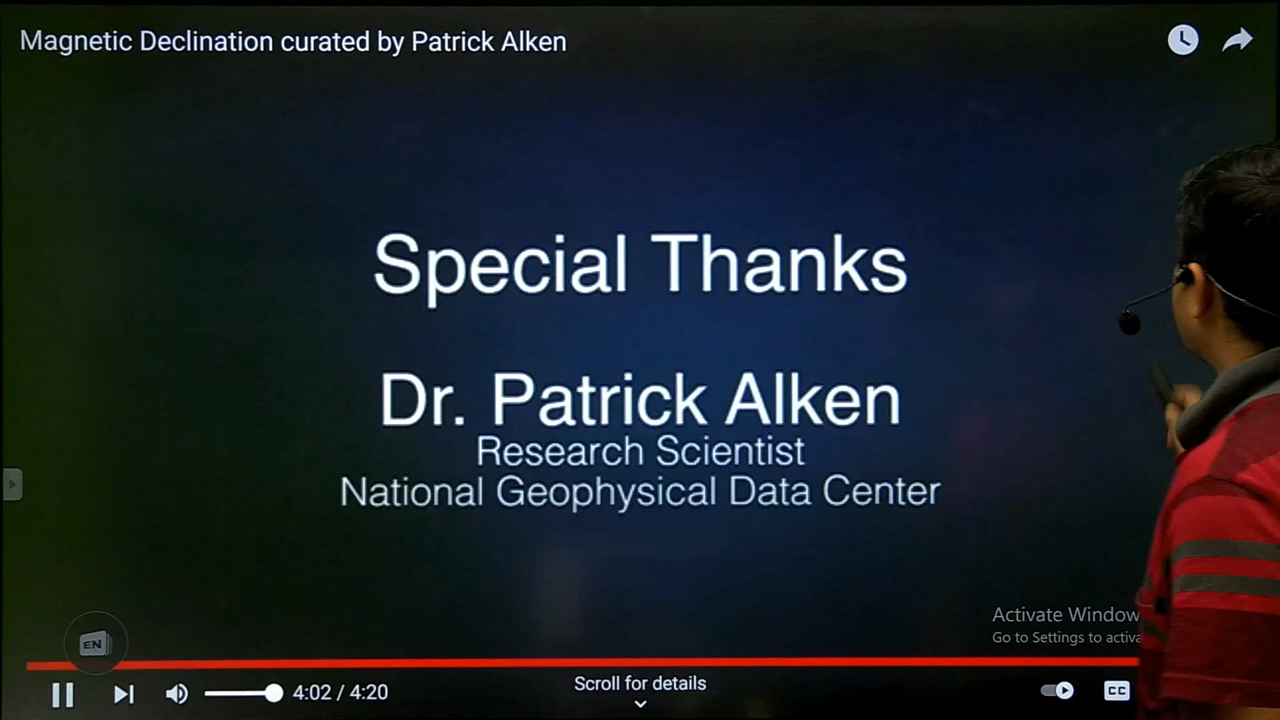 Magnetic Declination curated by Patrick Alken
Special Thanks
Dr. Patrick Alken
Research Scientist
National Geophysical Data Center
Activate Window
Go to Settings to activa
EN
4:02 / 4:20
Scroll for details
CC